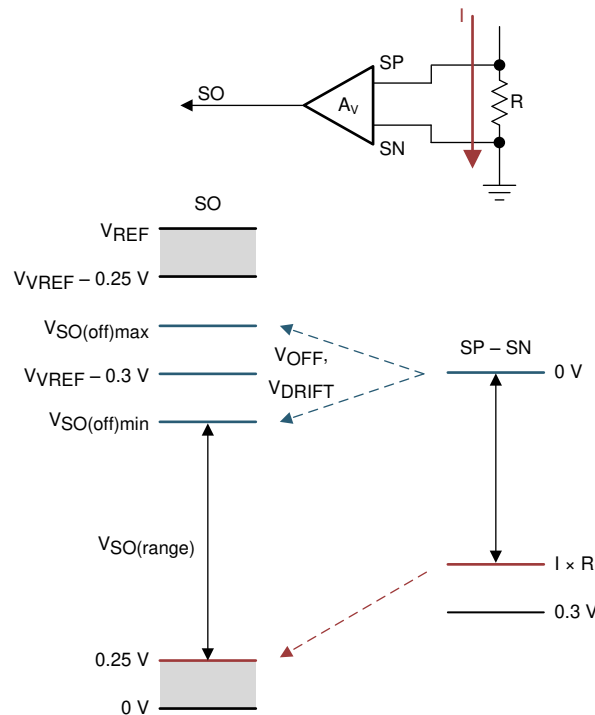 I
SP
SO
AV
R
SN
SO
VREF
VVREF – 0.25 V
VSO(off)max
VOFF,
SP – SN
VVREF – 0.3 V
0 V
VDRIFT
VSO(off)min
VSO(range)
I × R
0.3 V
0.25 V
0 V